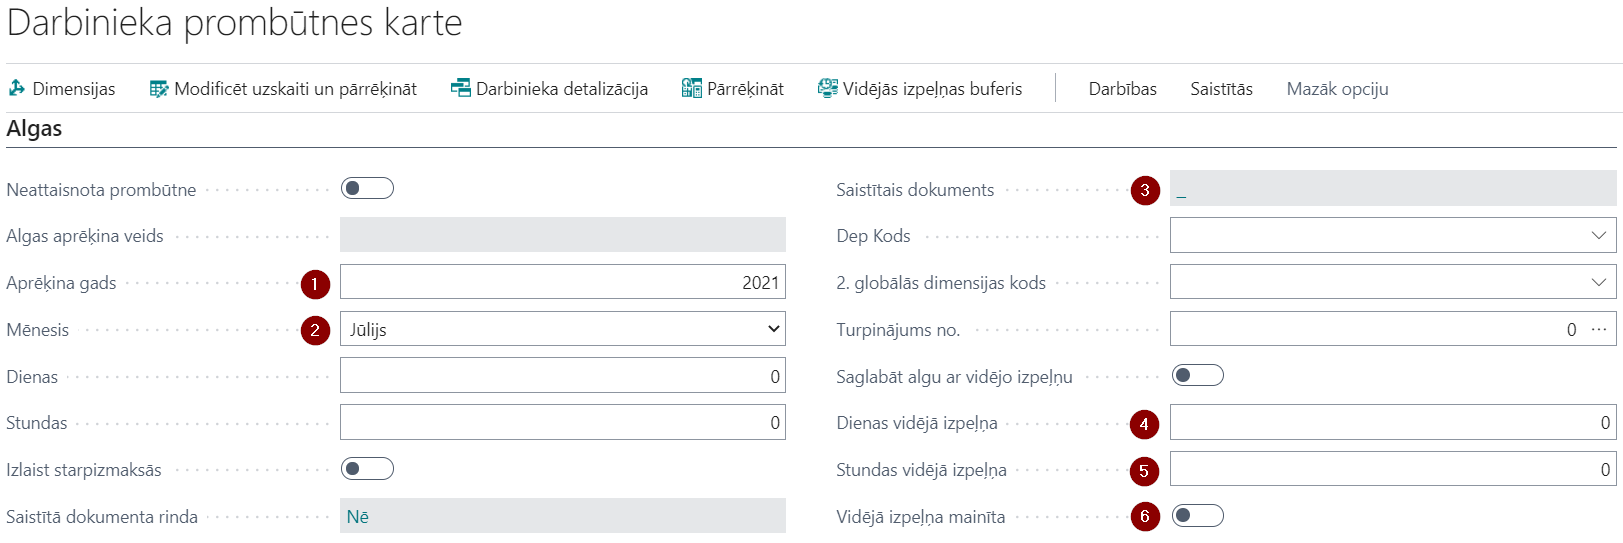 Darbinieka prombūtnes karte
Dimensijas Modificēt uzskaiti un pārrēķināt Darbinieka detalizācija Pārrēķināt Vidējās izpeļņas buferis Darbības Saistītās Mazāk opciju
Algas
Neattaisnota prombūtne
Algas aprēķina veids
Aprēķina gads 1 2021
Mēnesis 2 Jūlijs
Dienas 0
Stundas 0
Izlaist starpizmaksās
Saistītā dokumenta rinda Nē
Saistītais dokuments 3 _
Dep Kods
2. globālās dimensijas kods
Turpinājums no. 0 ...
Saglabāt algu ar vidējo izpeļņu
Dienas vidējā izpeļņa 4 0
Stundas vidējā izpeļņa 5 0
Vidējā izpeļņa mainīta 6